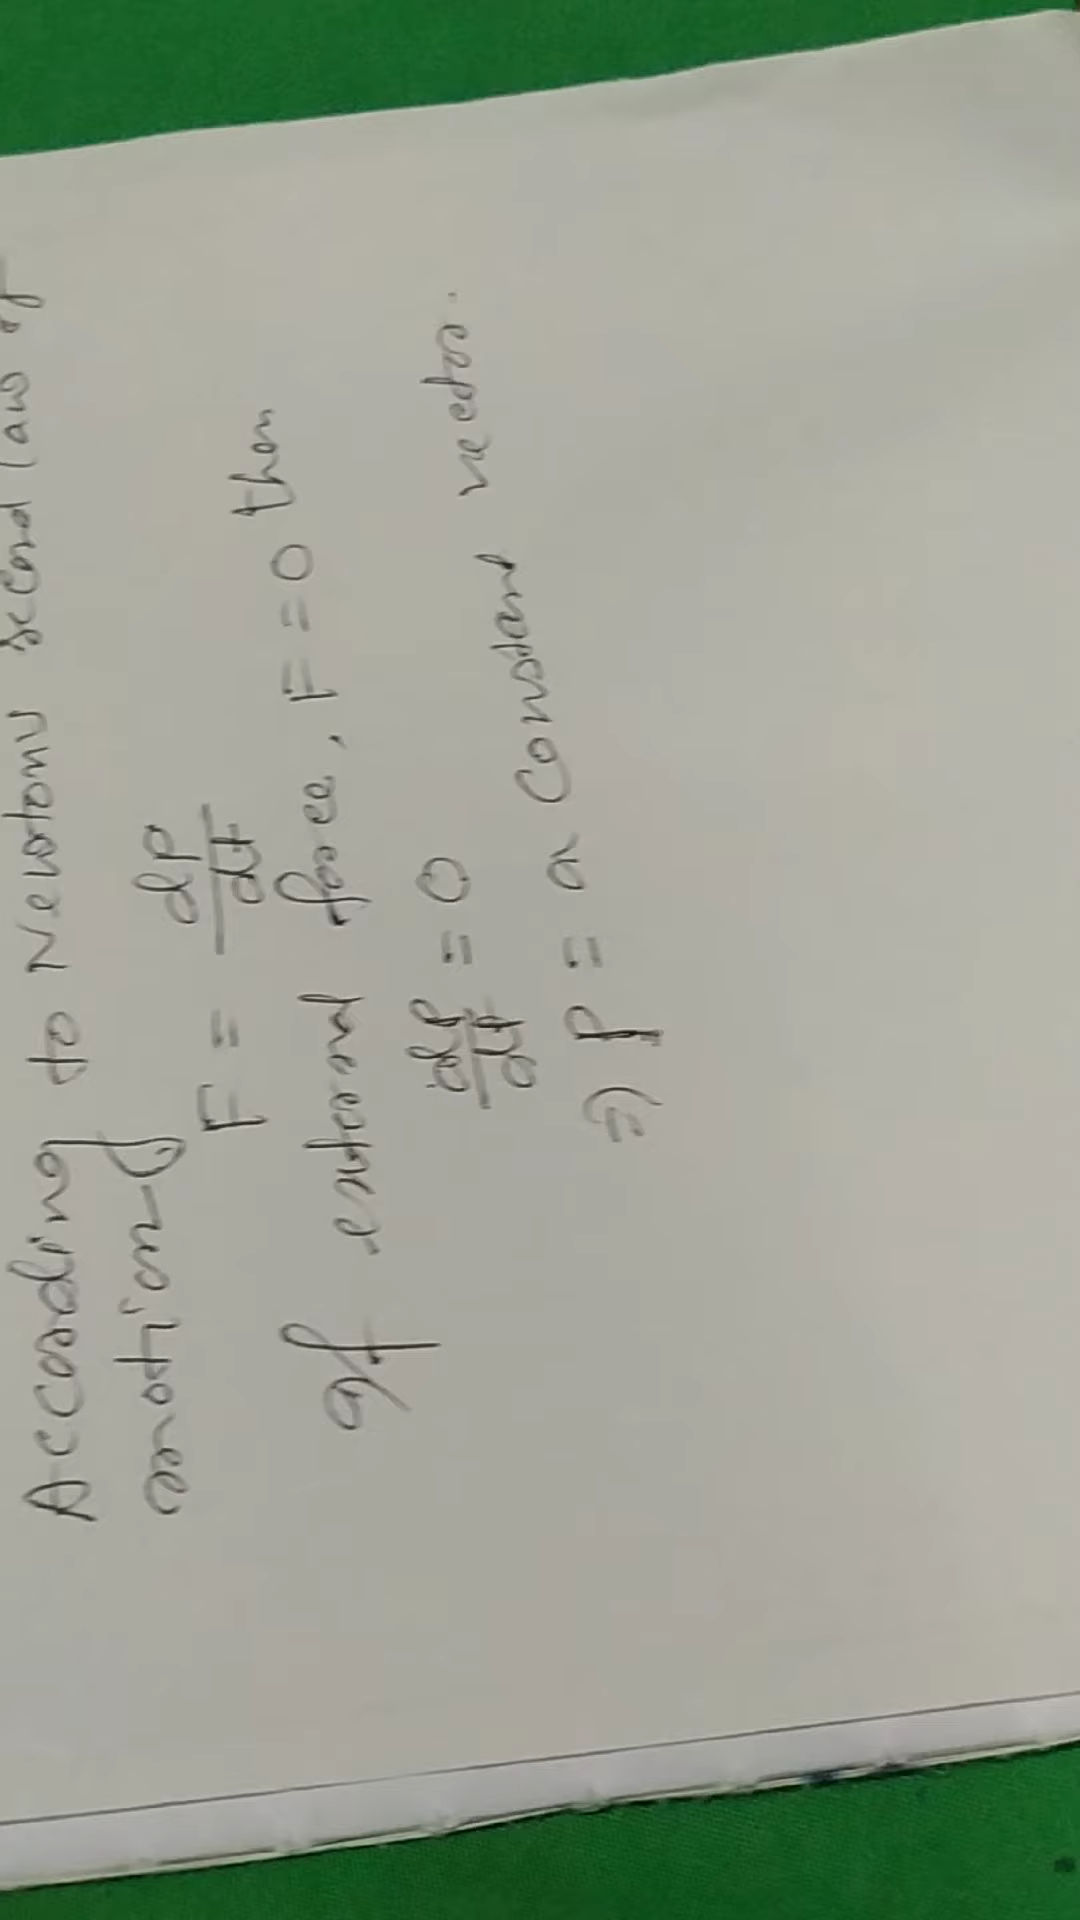 According to Newtons second law of
motion,
F = dp/dt
If external force, F = 0 then
dp/dt = 0
⇒ P = a constant vector.